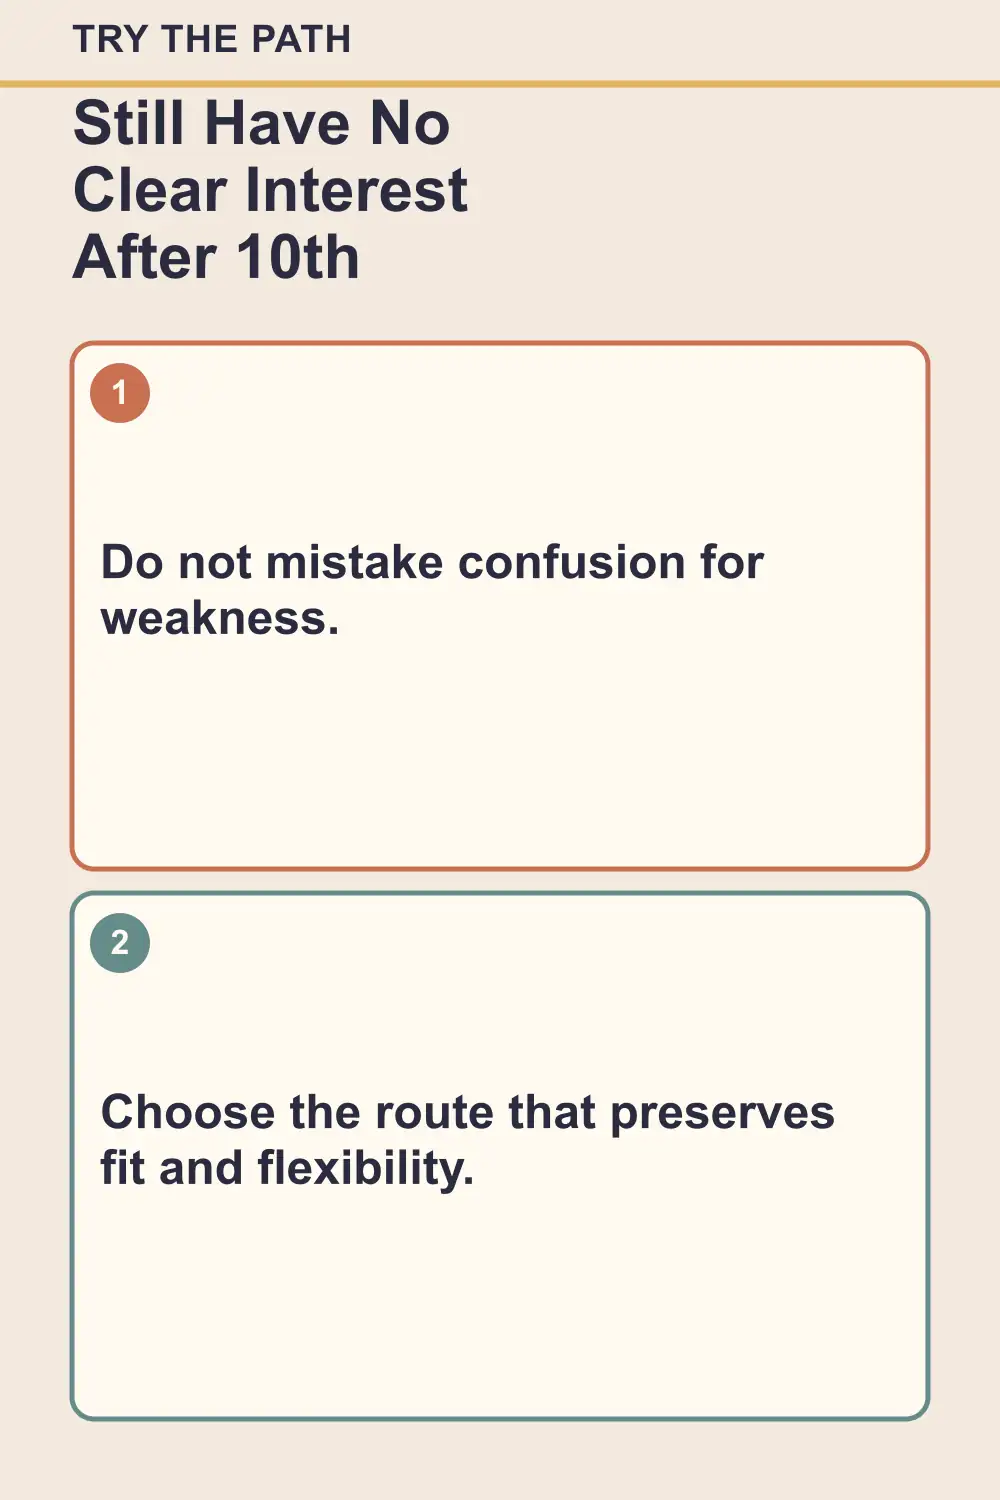 TRY THE PATH
Still Have No
Clear Interest
After 10th
1
Do not mistake confusion for
weakness.
2
Choose the route that preserves
fit and flexibility.